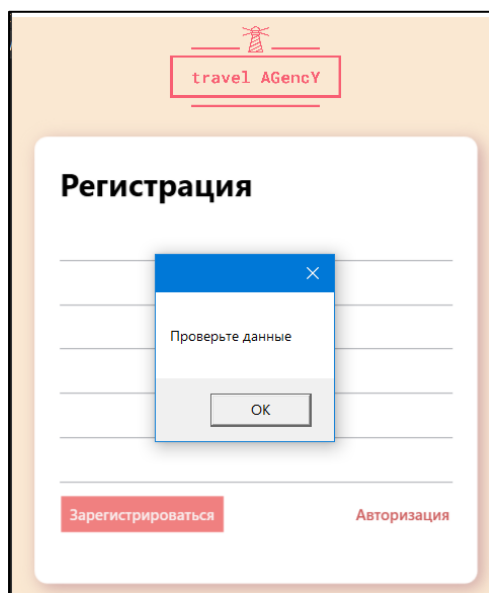 travel AGencY
Регистрация
Проверьте данные
OK
Зарегистрироваться
Авторизация